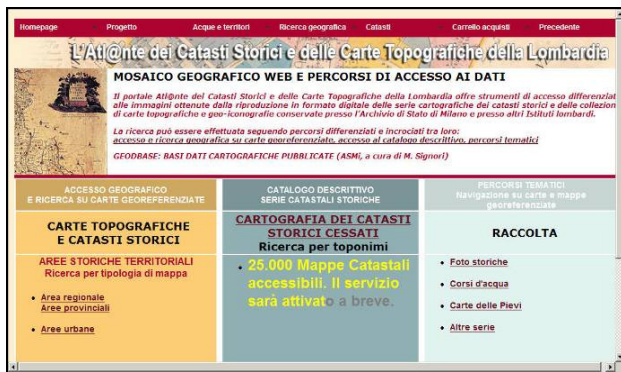 Homepage Progetto Acque e territori Ricerca geografica Catasti Carrello acquisti Precedente
L'Atl@nte dei Catasti Storici e delle Carte Topografiche della Lombardia
MOSAICO GEOGRAFICO WEB E PERCORSI DI ACCESSO AI DATI
Il portale Atl@nte dei Catasti Storici e delle Carte Topografiche della Lombardia offre strumenti di accesso differenziat
alle immagini ottenute dalla riproduzione in formato digitale delle serie cartografiche dei catasti storici e delle collezion
di carte topografiche e geo-iconografie conservate presso l'Archivio di Stato di Milano e presso altri Istituti lombardi.
La ricerca può essere effettuata seguendo percorsi differenziati e incrociati tra loro:
accesso e ricerca geografica su carte georeferenziate, accesso al catalogo descrittivo, percorsi tematici
GEODBASE: BASI DATI CARTOGRAFICHE PUBBLICATE (ASMi, a cura di M. Signori)
ACCESSO GEOGRAFICO
E RICERCA SU CARTE GEOREFERENZIATE
CARTE TOPOGRAFICHE
E CATASTI STORICI
AREE STORICHE TERRITORIALI
Ricerca per tipologia di mappa
• Area regionale
Aree provinciali
• Aree urbane
CATALOGO DESCRITTIVO
SERIE CATASTALI STORICHE
CARTOGRAFIA DEI CATASTI
STORICI CESSATI
Ricerca per toponimi
• 25.000 Mappe Catastali
accessibili. Il servizio
sarà attivato a breve.
PERCORSI TEMATICI
Navigazione su carte e mappe
georeferenziate
RACCOLTA
• Foto storiche
• Corsi d'acqua
• Carte delle Pievi
• Altre serie